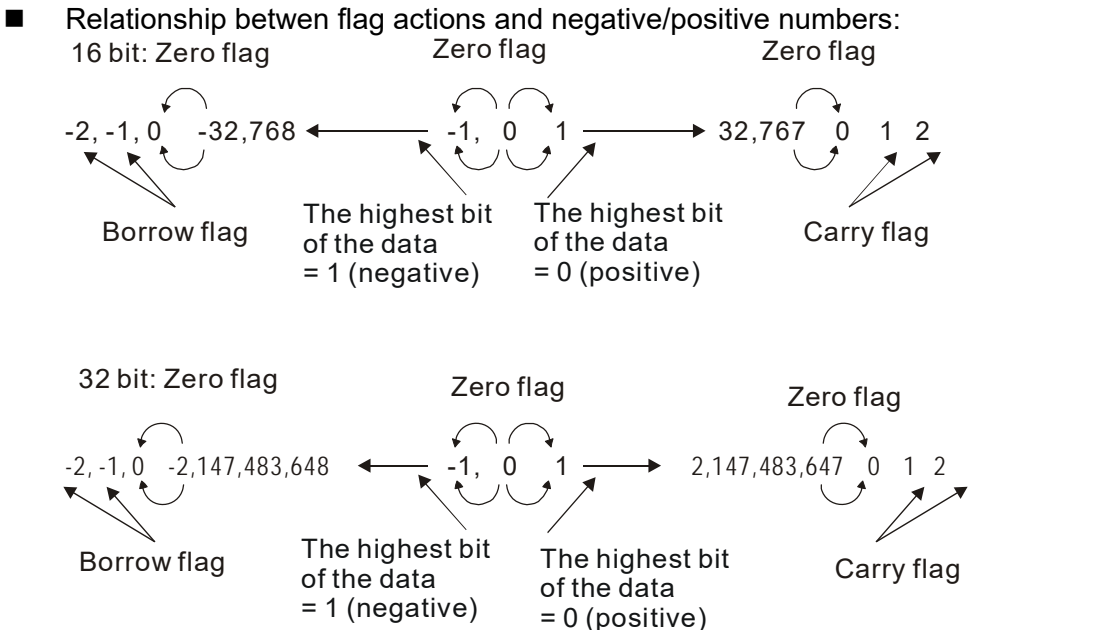 ■ Relationship betwen flag actions and negative/positive numbers:
16 bit: Zero flag Zero flag Zero flag
-2, -1, 0 -32,768 -1, 0 1 32,767 0 1 2
Borrow flag
The highest bit
of the data
= 1 (negative)
The highest bit
of the data
= 0 (positive)
Carry flag
32 bit: Zero flag Zero flag Zero flag
-2, -1, 0 -2,147,483,648 -1, 0 1 2,147,483,647 0 1 2
Borrow flag
The highest bit
of the data
= 1 (negative)
The highest bit
of the data
= 0 (positive)
Carry flag